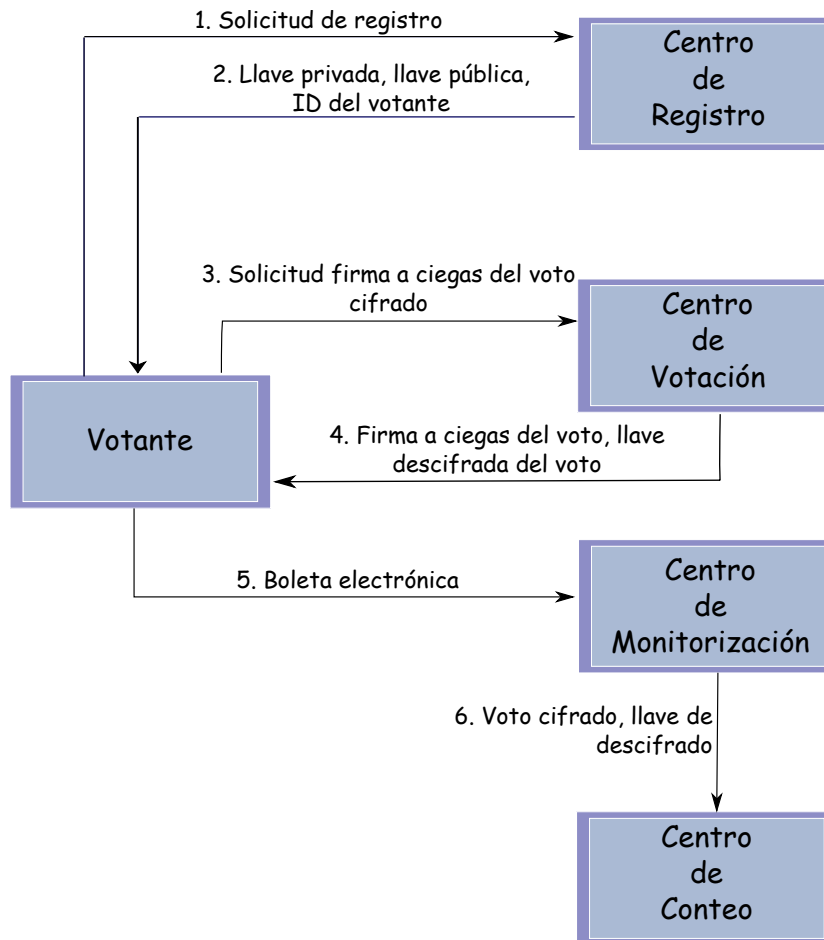 1. Solicitud de registro
Centro
de
Registro
2. Llave privada, llave pública,
ID del votante
3. Solicitud firma a ciegas del voto
cifrado
Centro
de
Votación
Votante
4. Firma a ciegas del voto, llave
descifrada del voto
5. Boleta electrónica
Centro
de
Monitorización
6. Voto cifrado, llave de
descifrado
Centro
de
Conteo